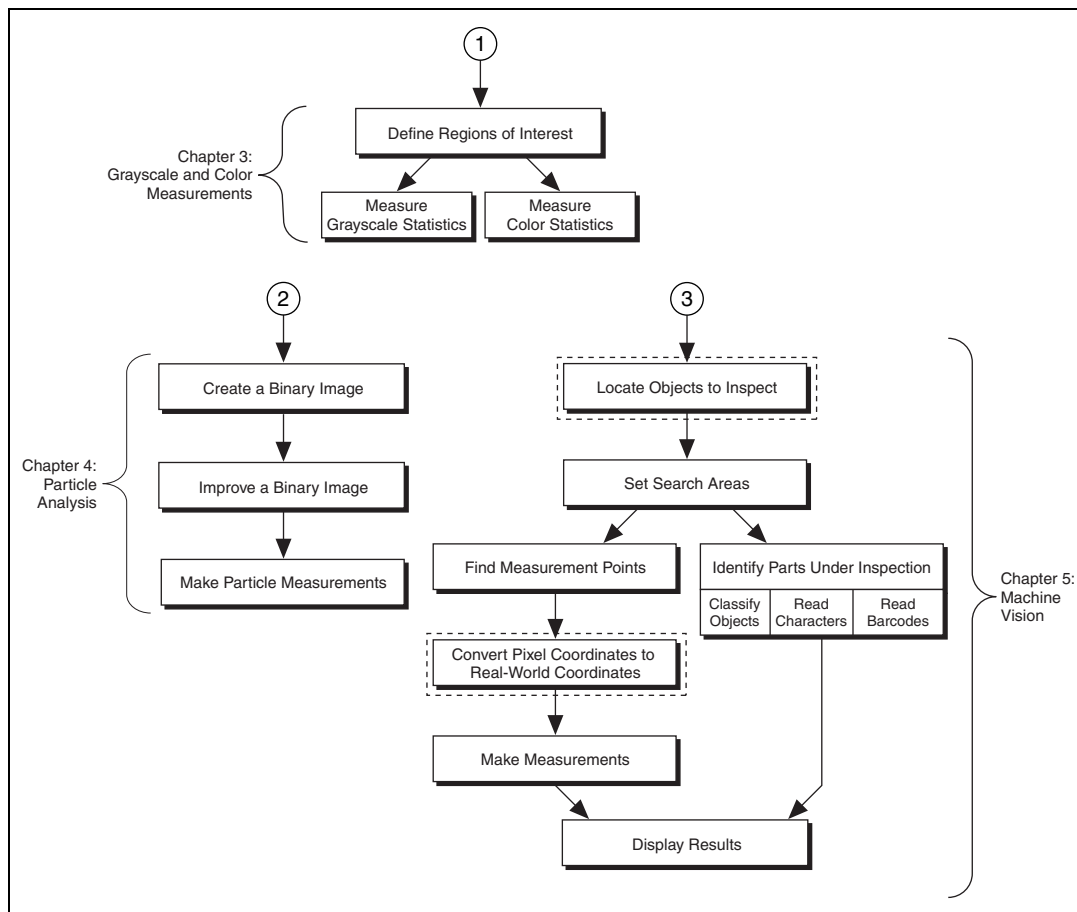 1
Define Regions of Interest
Chapter 3:
Grayscale and Color
Measurements
Measure
Grayscale Statistics
Measure
Color Statistics
2
Create a Binary Image
Chapter 4:
Particle
Analysis
Improve a Binary Image
Make Particle Measurements
3
Locate Objects to Inspect
Set Search Areas
Find Measurement Points
Identify Parts Under Inspection
Classify
Objects
Read
Characters
Read
Barcodes
Chapter 5:
Machine
Vision
Convert Pixel Coordinates to
Real-World Coordinates
Make Measurements
Display Results